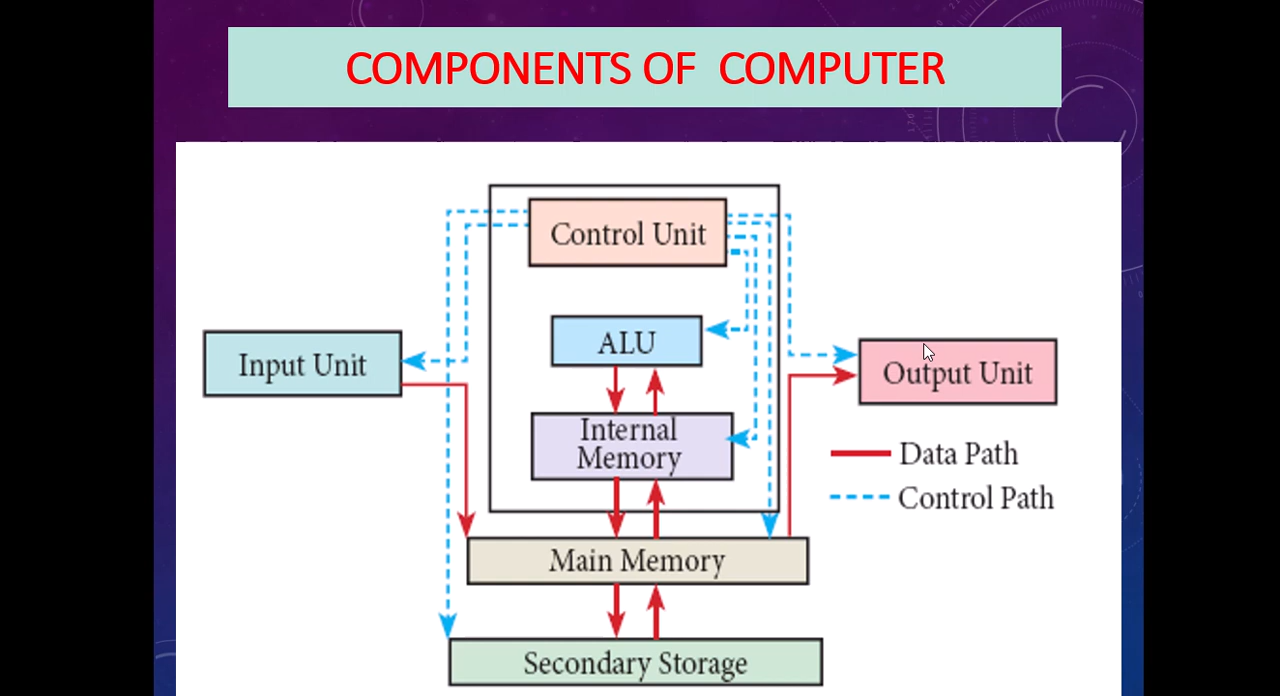 COMPONENTS OF COMPUTER
Control Unit
ALU
Input Unit
Output Unit
Internal
Memory
Data Path
Control Path
Main Memory
Secondary Storage